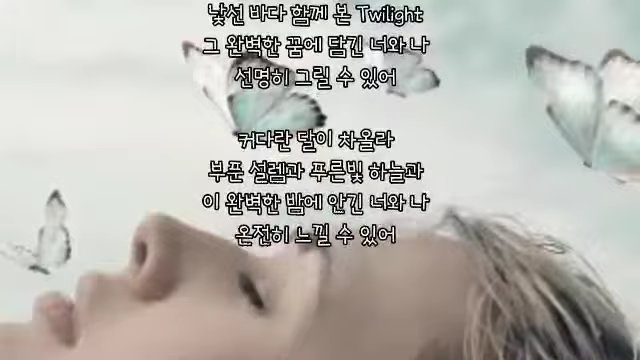 낯선 바다 함께 본 Twilight
그 완벽한 꿈에 담긴 너와 나
선명히 그릴 수 있어
커다란 달이 차올라
부푼 설렘과 푸른빛 하늘과
이 완벽한 밤에 안긴 너와 나
온전히 느낄 수 있어